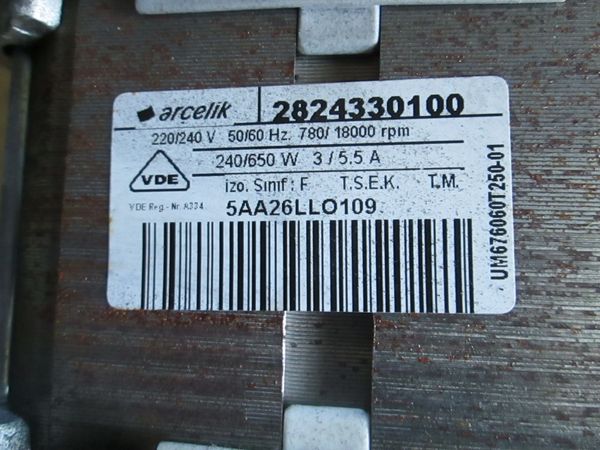 arcelik 2824330100
220/240 V 50/60 Hz. 780/ 18000 rpm
240/650 W 3 / 5.5 A
VDE izo. Sınıf : F T.S.E.K. T.M.
VDE Reg.- Nr. A334 5AA26LLO109
UM676060T250-01